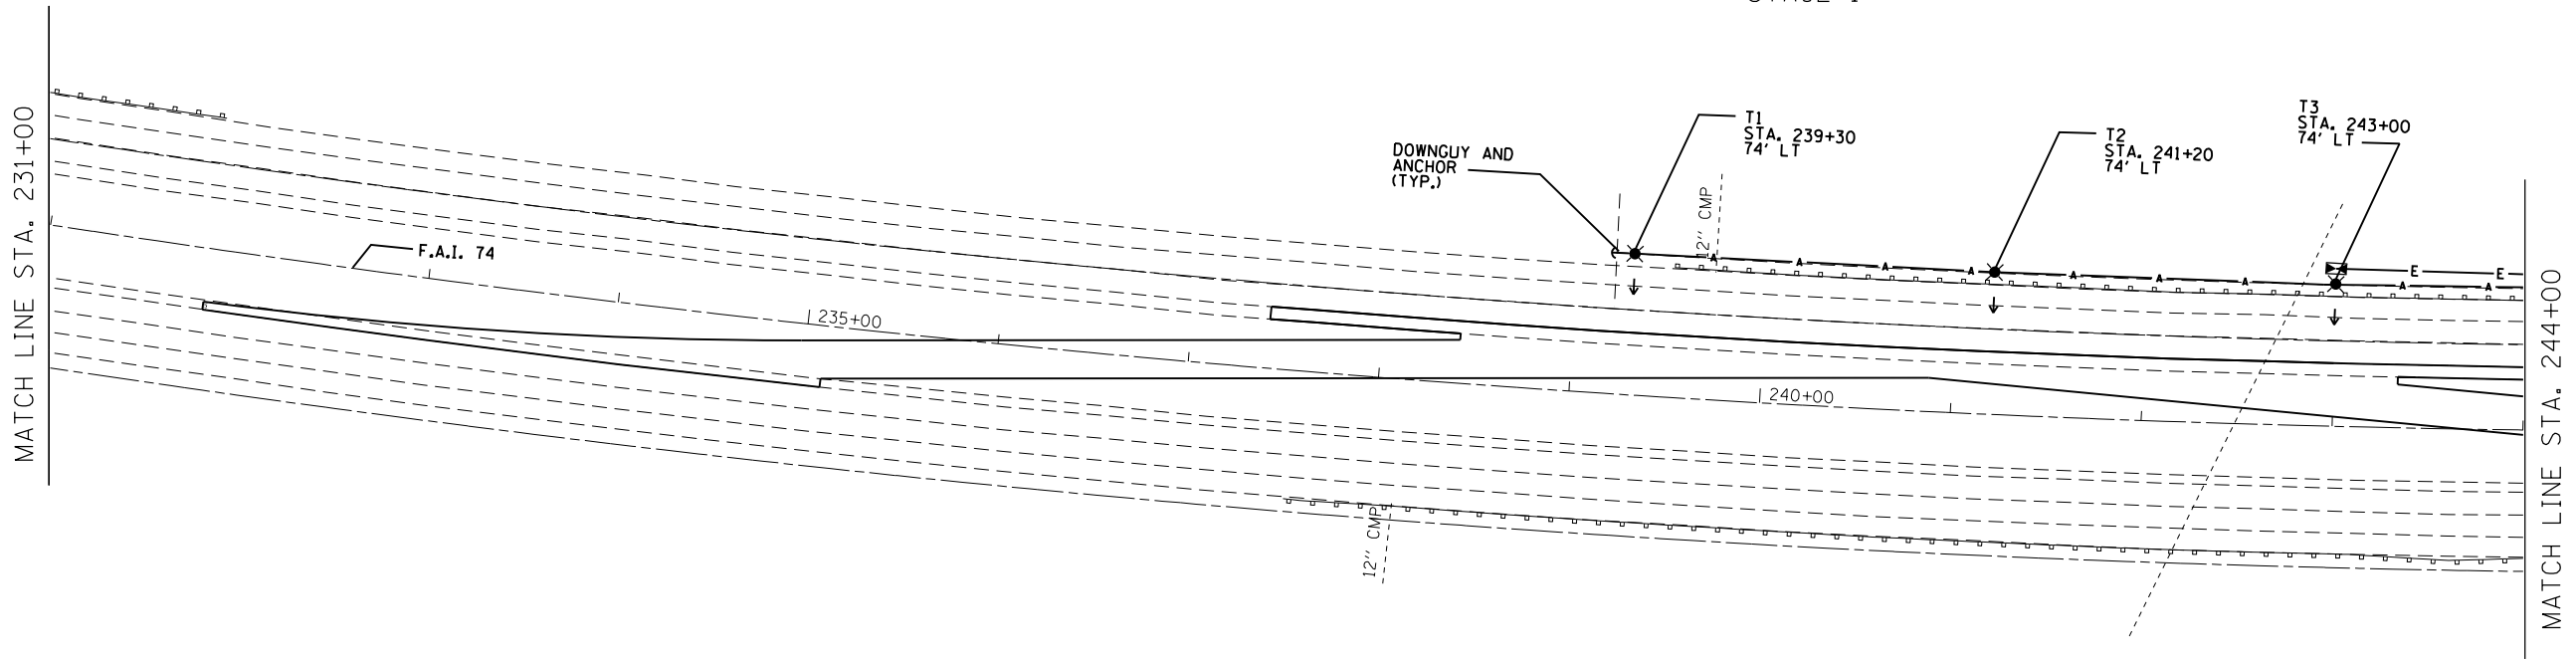 MATCH LINE STA. 231+00
F.A.I. 74
235+00
DOWNGUY AND
ANCHOR
(TYP.)
T1
STA. 239+30
74' LT
12'' CMP
T2
STA. 241+20
74' LT
T3
STA. 243+00
74' LT
A A A A A A A A A
E E
240+00
12'' CMP
MATCH LINE STA. 244+00